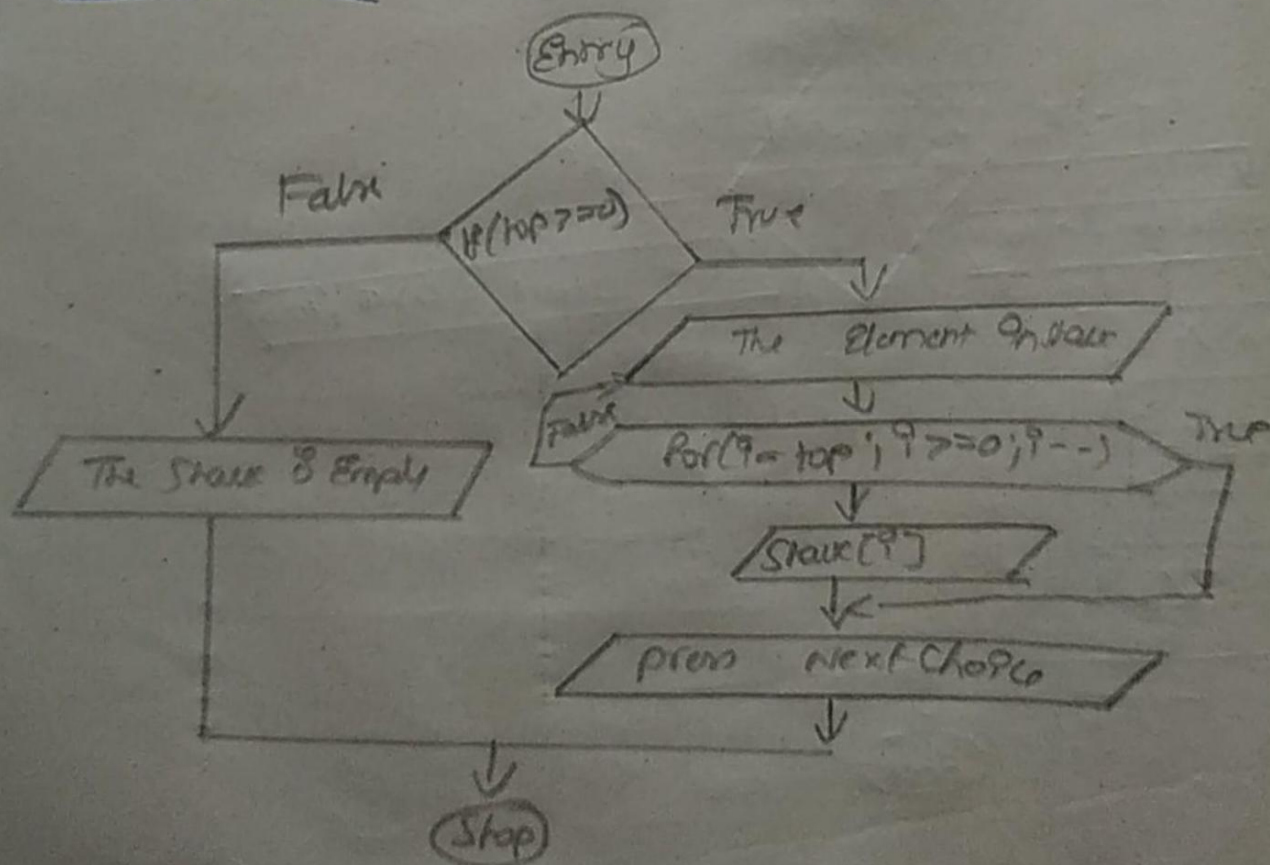 Entry
False
if(top>=0)
True
The Element In stack
False
for(i=top; i>=0; i--)
True
The Stack is Empty
Stack[i]
press Next Choice
Stop